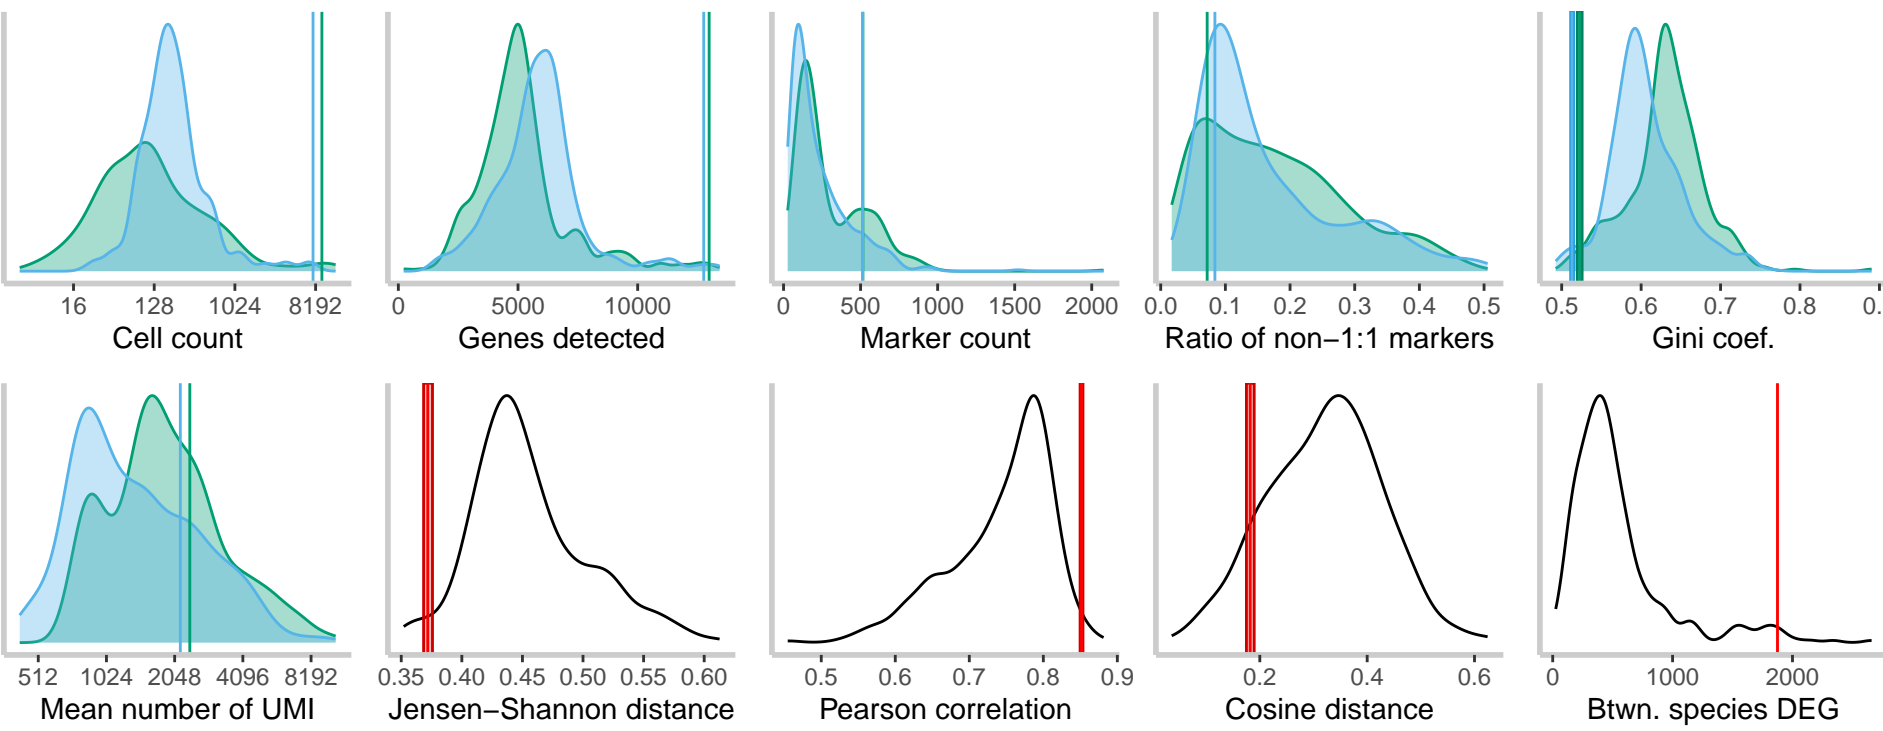 16 128 1024 8192
Cell count
0 5000 10000
Genes detected
0 500 1000 1500 2000
Marker count
0.0 0.1 0.2 0.3 0.4 0.5
Ratio of non−1:1 markers
0.5 0.6 0.7 0.8 0.
Gini coef.
512 1024 2048 4096 8192
Mean number of UMI
0.35 0.40 0.45 0.50 0.55 0.60
Jensen−Shannon distance
0.5 0.6 0.7 0.8 0.9
Pearson correlation
0.2 0.4 0.6
Cosine distance
0 1000 2000
Btwn. species DEG